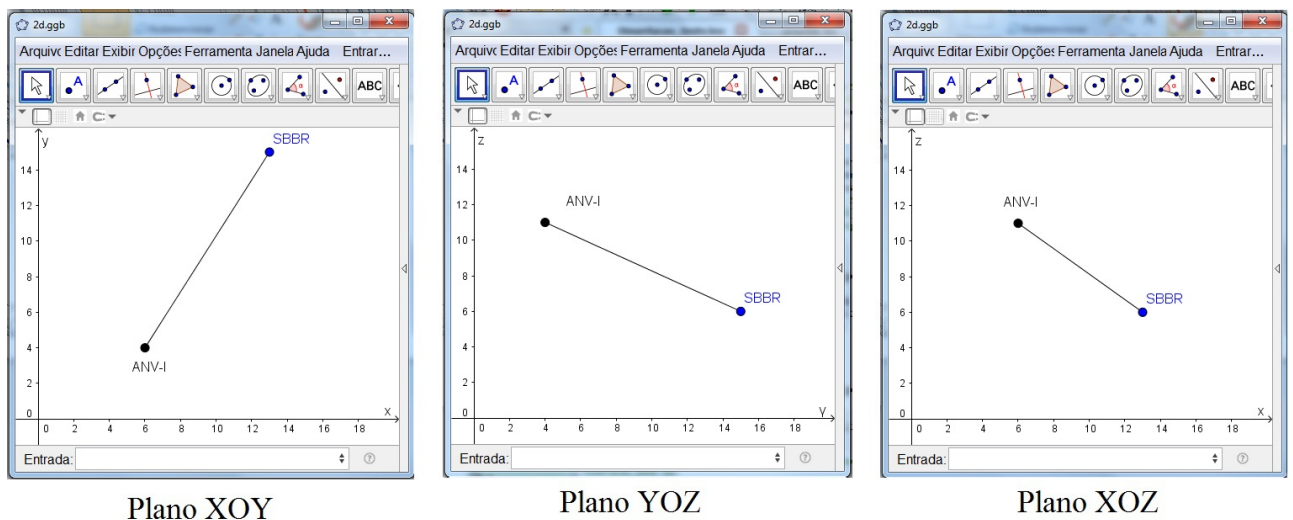 2d.ggb
Arquivo Editar Exibir Opções Ferramenta Janela Ajuda Entrar…
A
α
ABC
y
SBBR
14
12
10
8
6
4
ANV-I
2
0
x
0 2 4 6 8 10 12 14 16 18
Entrada:
Plano XOY
2d.ggb
Arquivo Editar Exibir Opções Ferramenta Janela Ajuda Entrar…
A
α
ABC
z
14
ANV-I
12
10
8
SBBR
6
4
2
0
y
0 2 4 6 8 10 12 14 16 18
Entrada:
Plano YOZ
2d.ggb
Arquivo Editar Exibir Opções Ferramenta Janela Ajuda Entrar…
A
α
ABC
z
14
ANV-I
12
10
8
SBBR
6
4
2
0
x
0 2 4 6 8 10 12 14 16 18
Entrada:
Plano XOZ